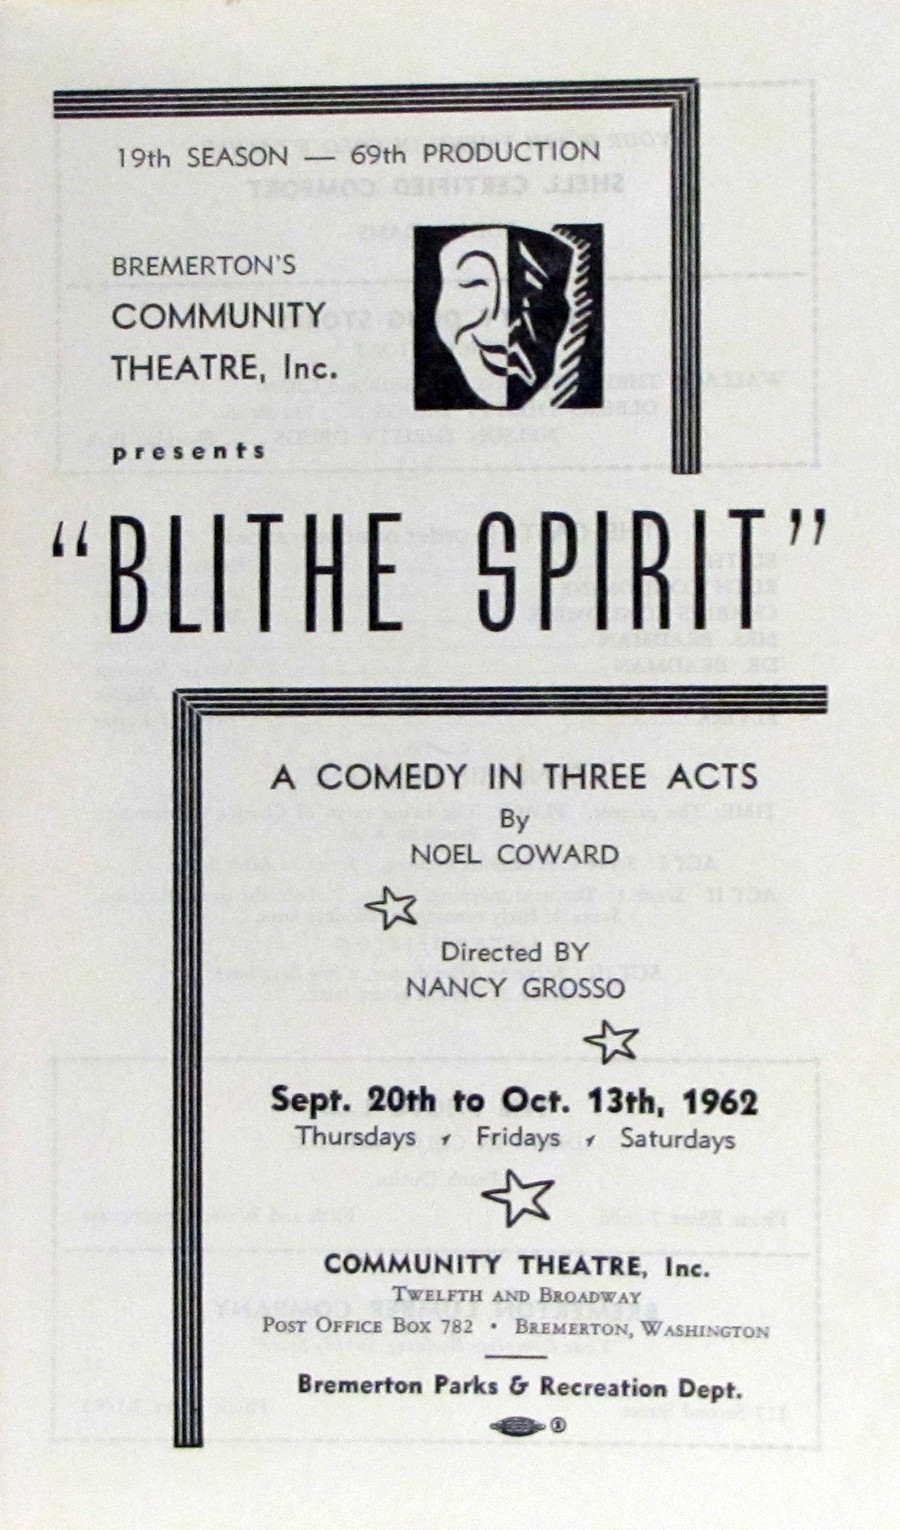 19th SEASON — 69th PRODUCTION
BREMERTON'S
COMMUNITY
THEATRE, Inc.
presents
“BLITHE SPIRIT”
A COMEDY IN THREE ACTS
By
NOEL COWARD
Directed BY
NANCY GROSSO
Sept. 20th to Oct. 13th, 1962
Thursdays , Fridays , Saturdays
COMMUNITY THEATRE, Inc.
TWELFTH AND BROADWAY
POST OFFICE BOX 782 • BREMERTON, WASHINGTON
Bremerton Parks & Recreation Dept.